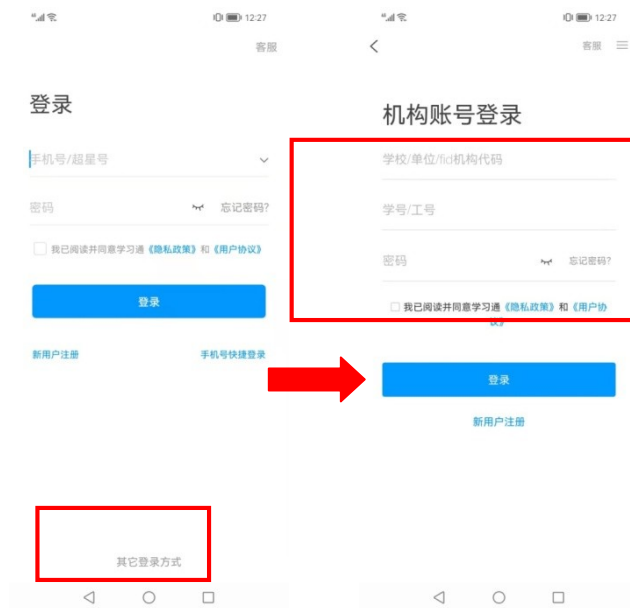 12:27
客服
登录
手机号/超星号
密码
忘记密码?
我已阅读并同意学习通《隐私政策》和《用户协议》
登录
新用户注册
手机号快捷登录
其它登录方式
12:27
客服
机构账号登录
学校/单位/fid机构代码
学号/工号
密码
忘记密码?
我已阅读并同意学习通《隐私政策》和《用户协
议》
登录
新用户注册